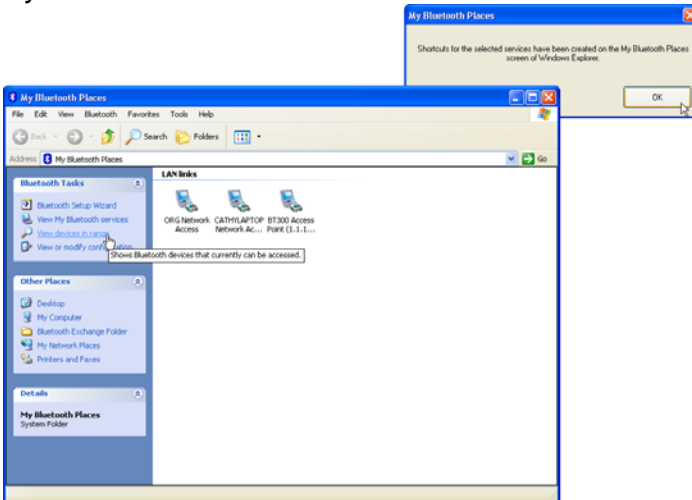 My Bluetooth Places
Shortcuts for the selected services have been created on the My Bluetooth Places
screen of Windows Explorer.
OK
My Bluetooth Places
File Edit View Bluetooth Favorites Tools Help
Back Search Folders
Address My Bluetooth Places Go
Bluetooth Tasks
Bluetooth Setup Wizard
View My Bluetooth services
View devices in range
View or modify configuration
Shows Bluetooth devices that currently can be accessed.
Other Places
Desktop
My Computer
Bluetooth Exchange Folder
My Network Places
Printers and Faxes
Details
My Bluetooth Places
System Folder
LAN links
ORG Network
Access
CATHYLAPTOP
Network Ac...
BT300 Access
Point (1.1.1...